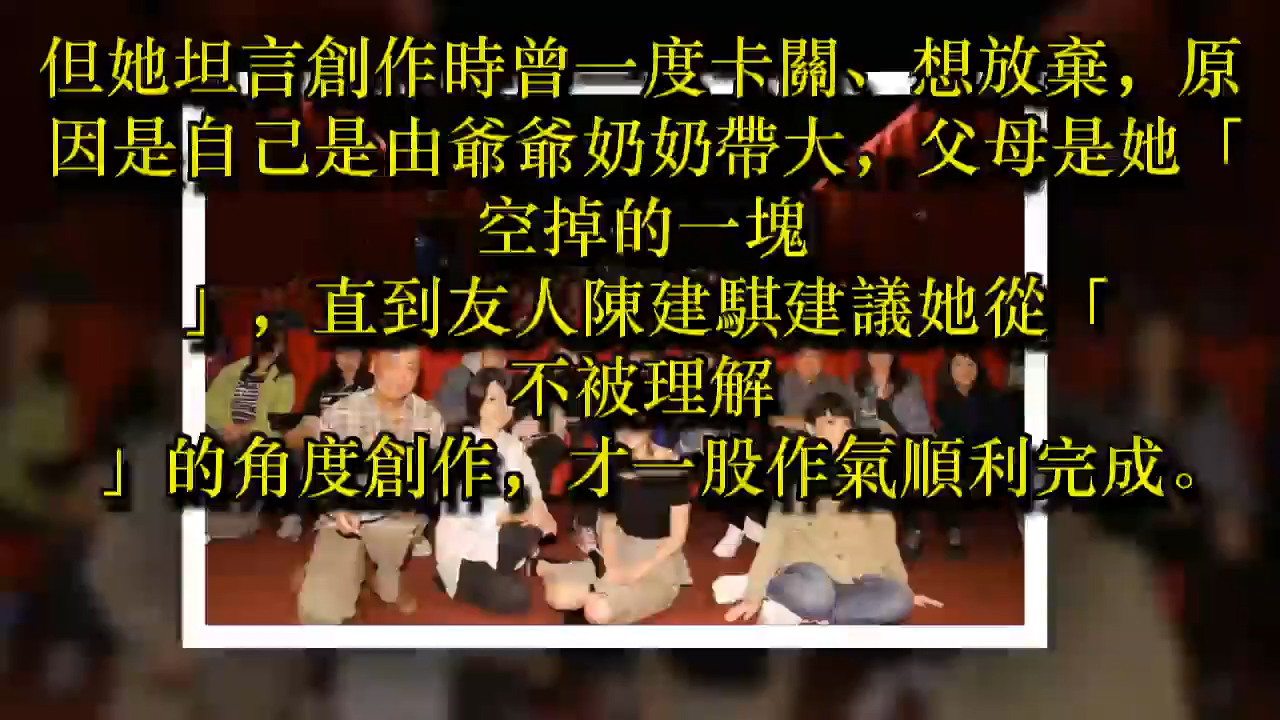 但她坦言創作時曾一度卡關、想放棄，原
因是自己是由爺爺奶奶帶大，父母是她「
空掉的一塊
」，直到友人陳建騏建議她從「
不被理解
」的角度創作，才一股作氣順利完成。